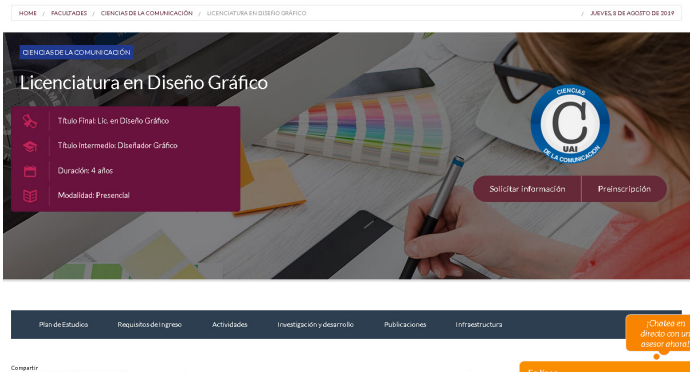 HOME / FACULTADES / CIENCIAS DE LA COMUNICACIÓN / LICENCIATURA EN DISEÑO GRÁFICO / JUEVES, 8 DE AGOSTO DE 2019
CIENCIAS DE LA COMUNICACIÓN
Licenciatura en Diseño Gráfico
Título Final: Lic. en Diseño Gráfico
Título intermedio: Diseñador Gráfico
Duración: 4 años
Modalidad: Presencial
CIENCIAS
C
UAI
DE LA COMUNICACIÓN
Solicitar información Preinscripción
Plan de Estudios Requisitos de Ingreso Actividades Investigación y desarrollo Publicaciones Infraestructura
¡Chatea en
directo con un
asesor ahora!
Compartir